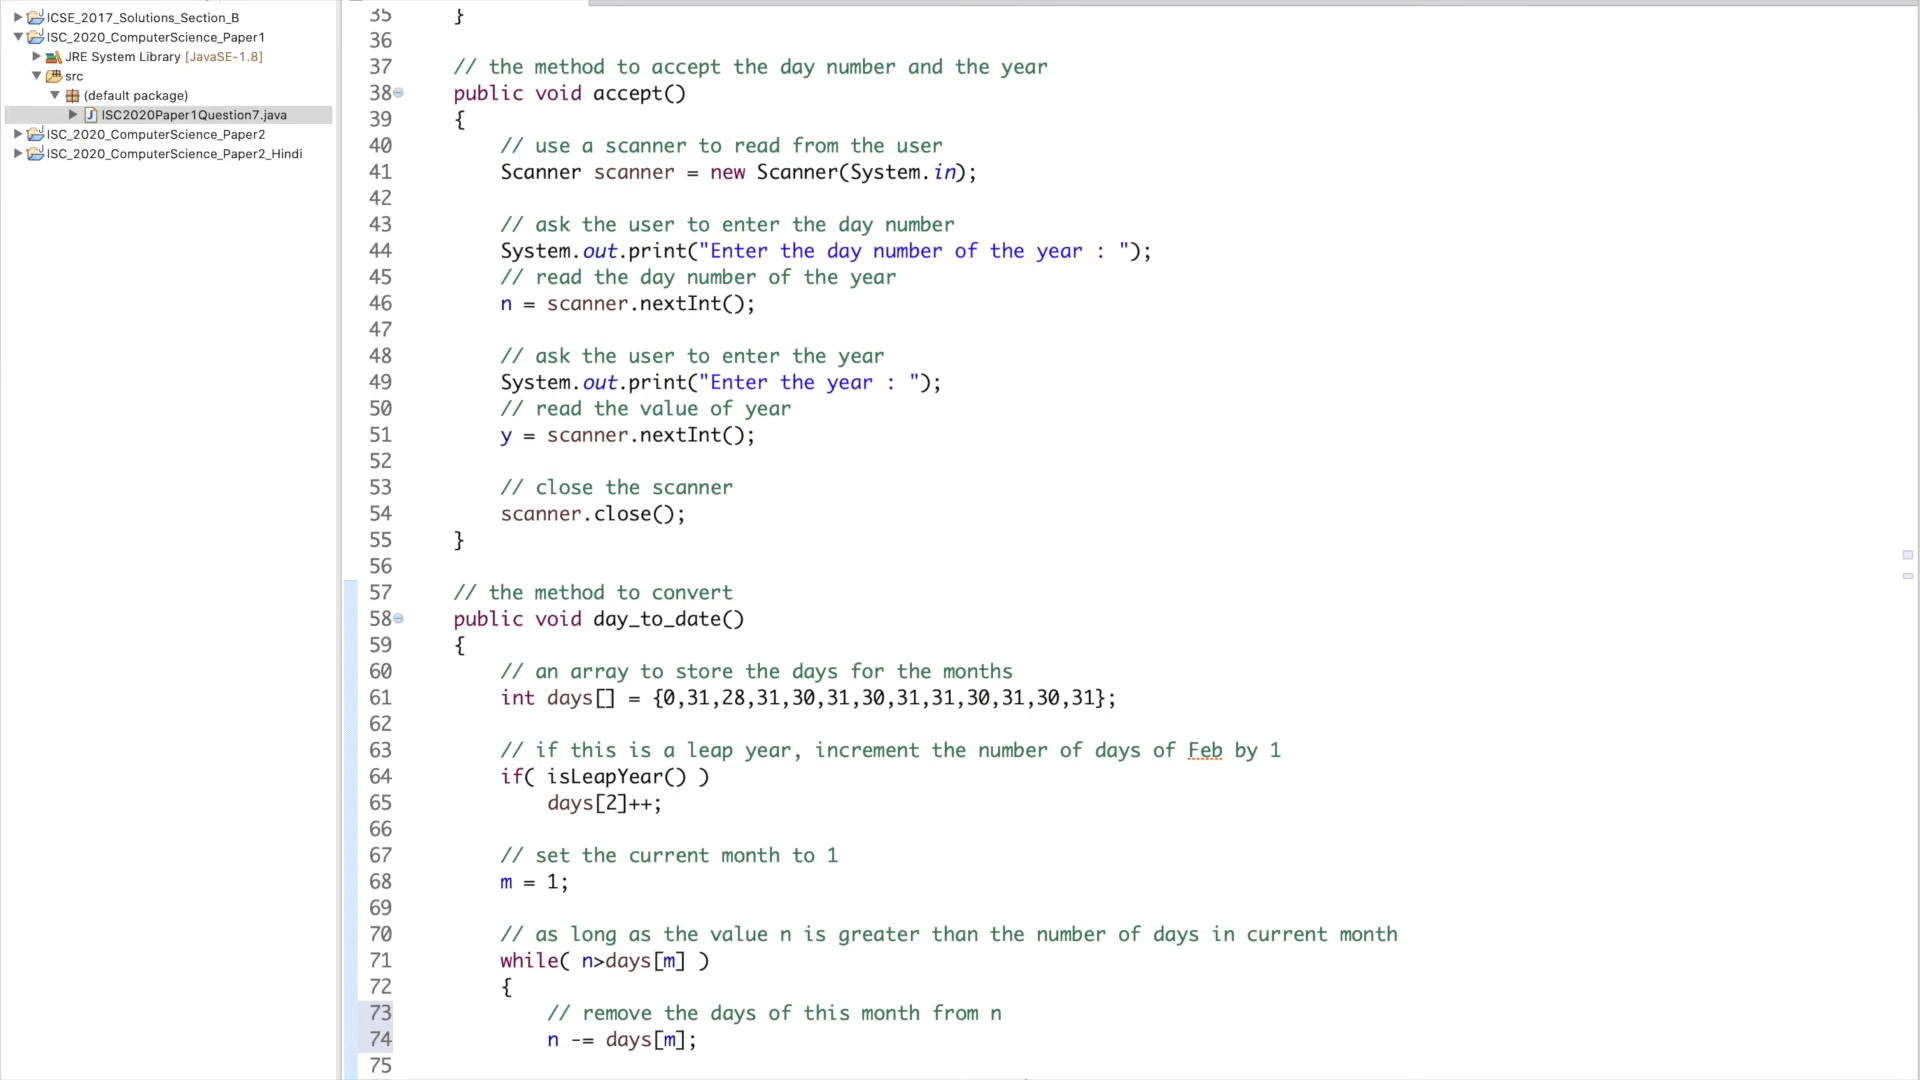 ICSE_2017_Solutions_Section_B
ISC_2020_ComputerScience_Paper1
JRE System Library [JavaSE-1.8]
src
(default package)
ISC2020Paper1Question7.java
ISC_2020_ComputerScience_Paper2
ISC_2020_ComputerScience_Paper2_Hindi
35 }
36
37 // the method to accept the day number and the year
38 public void accept()
39 {
40 // use a scanner to read from the user
41 Scanner scanner = new Scanner(System.in);
42
43 // ask the user to enter the day number
44 System.out.print("Enter the day number of the year : ");
45 // read the day number of the year
46 n = scanner.nextInt();
47
48 // ask the user to enter the year
49 System.out.print("Enter the year : ");
50 // read the value of year
51 y = scanner.nextInt();
52
53 // close the scanner
54 scanner.close();
55 }
56
57 // the method to convert
58 public void day_to_date()
59 {
60 // an array to store the days for the months
61 int days[] = {0,31,28,31,30,31,30,31,31,30,31,30,31};
62
63 // if this is a leap year, increment the number of days of Feb by 1
64 if( isLeapYear() )
65 days[2]++;
66
67 // set the current month to 1
68 m = 1;
69
70 // as long as the value n is greater than the number of days in current month
71 while( n>days[m] )
72 {
73 // remove the days of this month from n
74 n -= days[m];
75